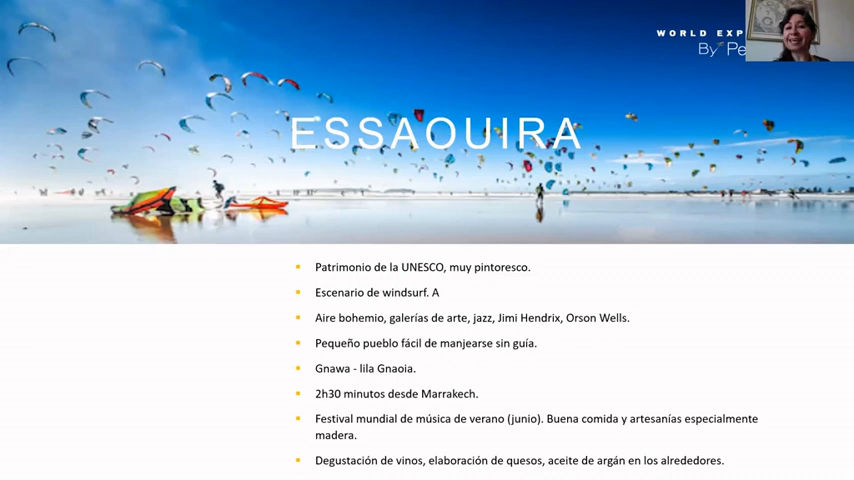 WORLD EXP
By Pe
ESSAOUIRA
Patrimonio de la UNESCO, muy pintoresco.
Escenario de windsurf. A
Aire bohemio, galerías de arte, jazz, Jimi Hendrix, Orson Wells.
Pequeño pueblo fácil de manjearse sin guía.
Gnawa - lila Gnaoia.
2h30 minutos desde Marrakech.
Festival mundial de música de verano (junio). Buena comida y artesanías especialmente
madera.
Degustación de vinos, elaboración de quesos, aceite de argán en los alrededores.